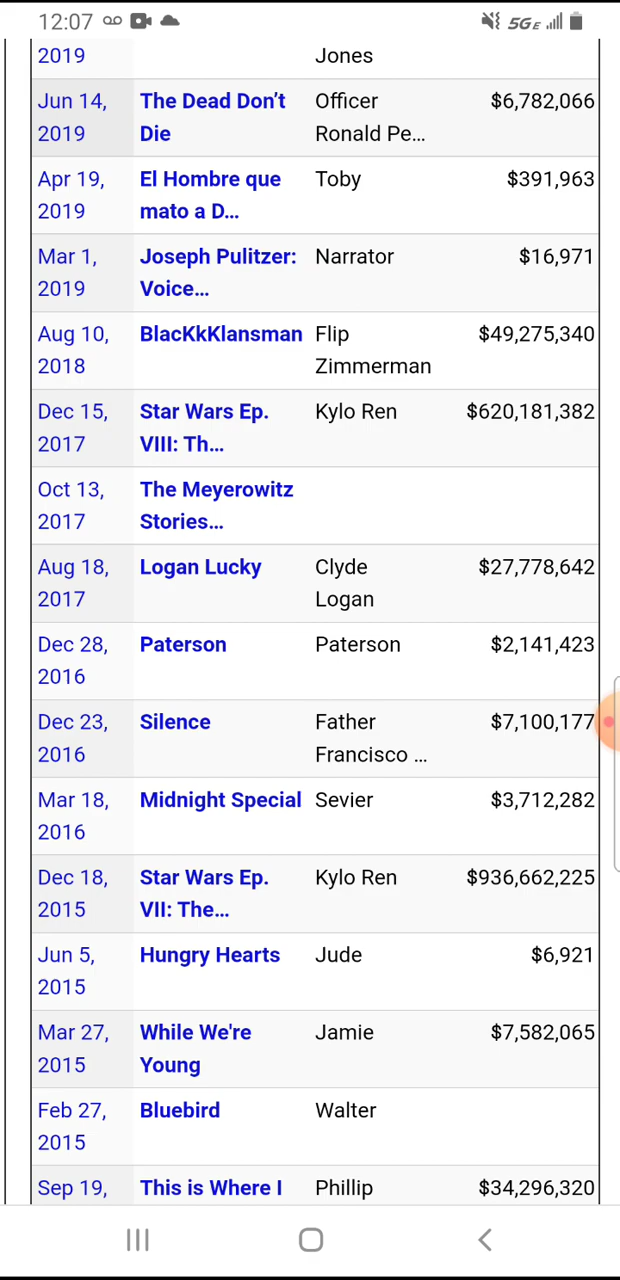 12:07 5GE
2019 Jones
Jun 14, The Dead Don't Officer $6,782,066
2019 Die Ronald Pe...
Apr 19, El Hombre que Toby $391,963
2019 mato a D...
Mar 1, Joseph Pulitzer: Narrator $16,971
2019 Voice...
Aug 10, BlacKkKlansman Flip $49,275,340
2018 Zimmerman
Dec 15, Star Wars Ep. Kylo Ren $620,181,382
2017 VIII: Th...
Oct 13, The Meyerowitz
2017 Stories...
Aug 18, Logan Lucky Clyde $27,778,642
2017 Logan
Dec 28, Paterson Paterson $2,141,423
2016
Dec 23, Silence Father $7,100,177
2016 Francisco ...
Mar 18, Midnight Special Sevier $3,712,282
2016
Dec 18, Star Wars Ep. Kylo Ren $936,662,225
2015 VII: The...
Jun 5, Hungry Hearts Jude $6,921
2015
Mar 27, While We're Jamie $7,582,065
2015 Young
Feb 27, Bluebird Walter
2015
Sep 19, This is Where I Phillip $34,296,320